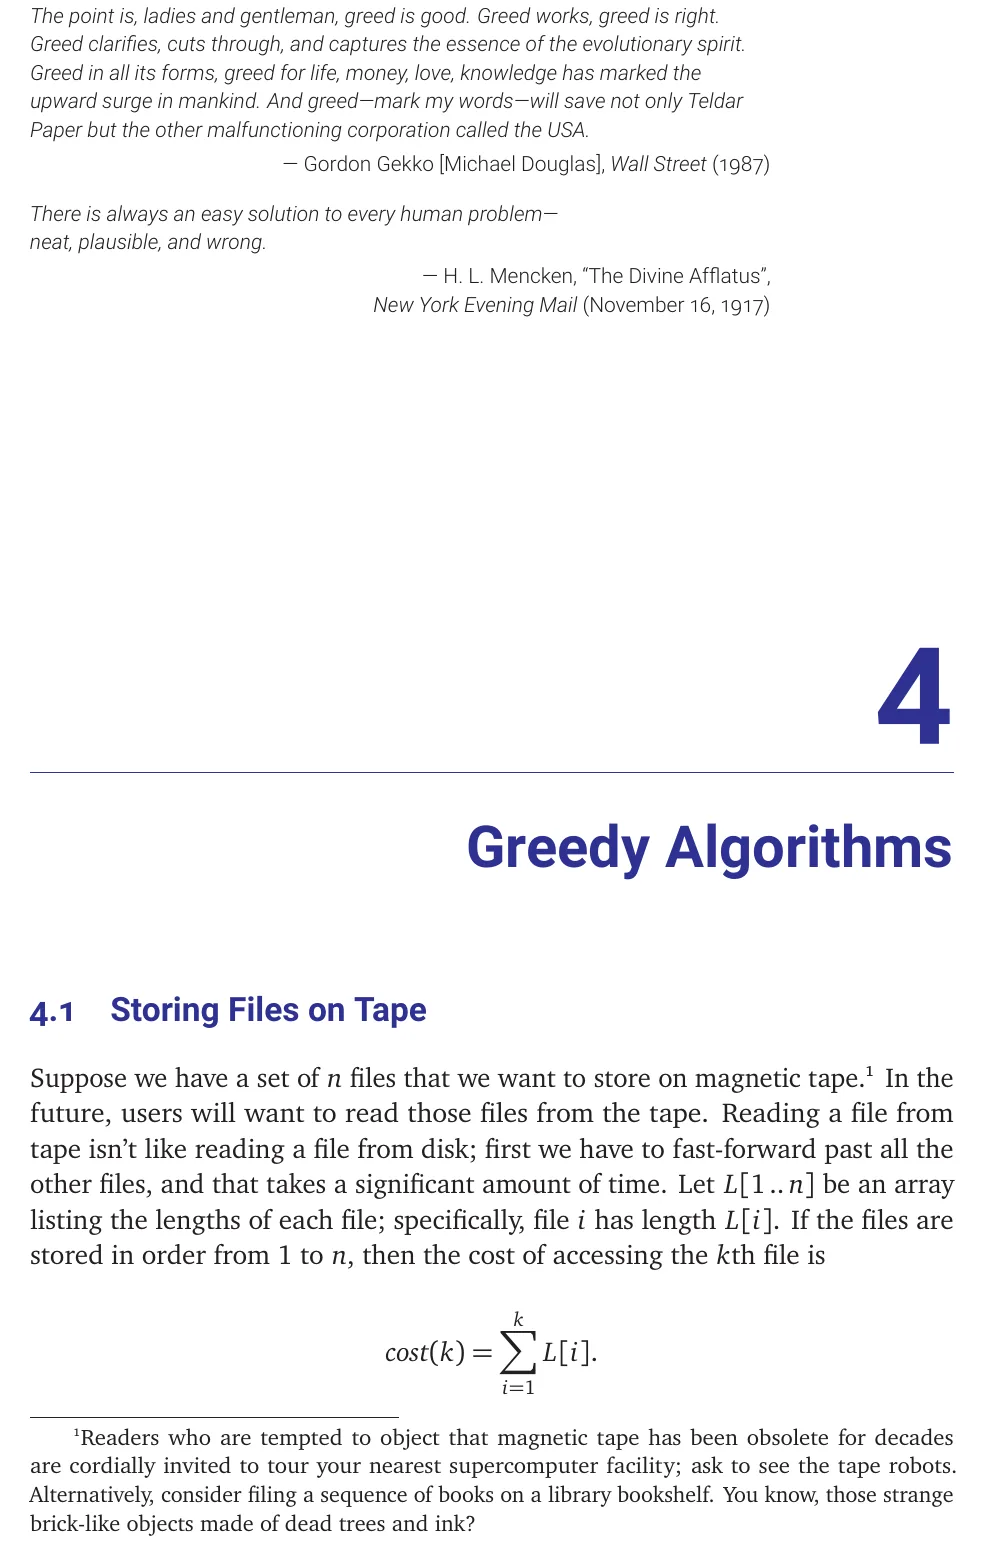 The point is, ladies and gentleman, greed is good. Greed works, greed is right.
Greed clarifies, cuts through, and captures the essence of the evolutionary spirit.
Greed in all its forms, greed for life, money, love, knowledge has marked the
upward surge in mankind. And greed—mark my words—will save not only Teldar
Paper but the other malfunctioning corporation called the USA.
— Gordon Gekko [Michael Douglas], Wall Street (1987)
There is always an easy solution to every human problem—
neat, plausible, and wrong.
— H. L. Mencken, “The Divine Afflatus”,
New York Evening Mail (November 16, 1917)
4
Greedy Algorithms
4.1 Storing Files on Tape
Suppose we have a set of n files that we want to store on magnetic tape.¹ In the
future, users will want to read those files from the tape. Reading a file from
tape isn’t like reading a file from disk; first we have to fast-forward past all the
other files, and that takes a significant amount of time. Let L[1 .. n] be an array
listing the lengths of each file; specifically, file i has length L[i]. If the files are
stored in order from 1 to n, then the cost of accessing the kth file is
cost(k) = ∑_{i=1}^{k} L[i].
¹Readers who are tempted to object that magnetic tape has been obsolete for decades
are cordially invited to tour your nearest supercomputer facility; ask to see the tape robots.
Alternatively, consider filing a sequence of books on a library bookshelf. You know, those strange
brick-like objects made of dead trees and ink?